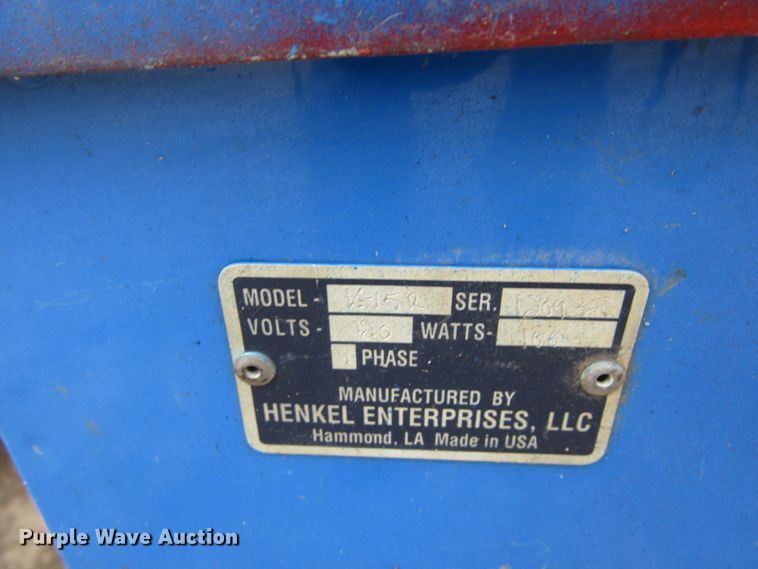 MODEL - SER.
VOLTS - WATTS-
PHASE
MANUFACTURED BY
HENKEL ENTERPRISES, LLC
Hammond, LA Made in USA
Purple Wave Auction